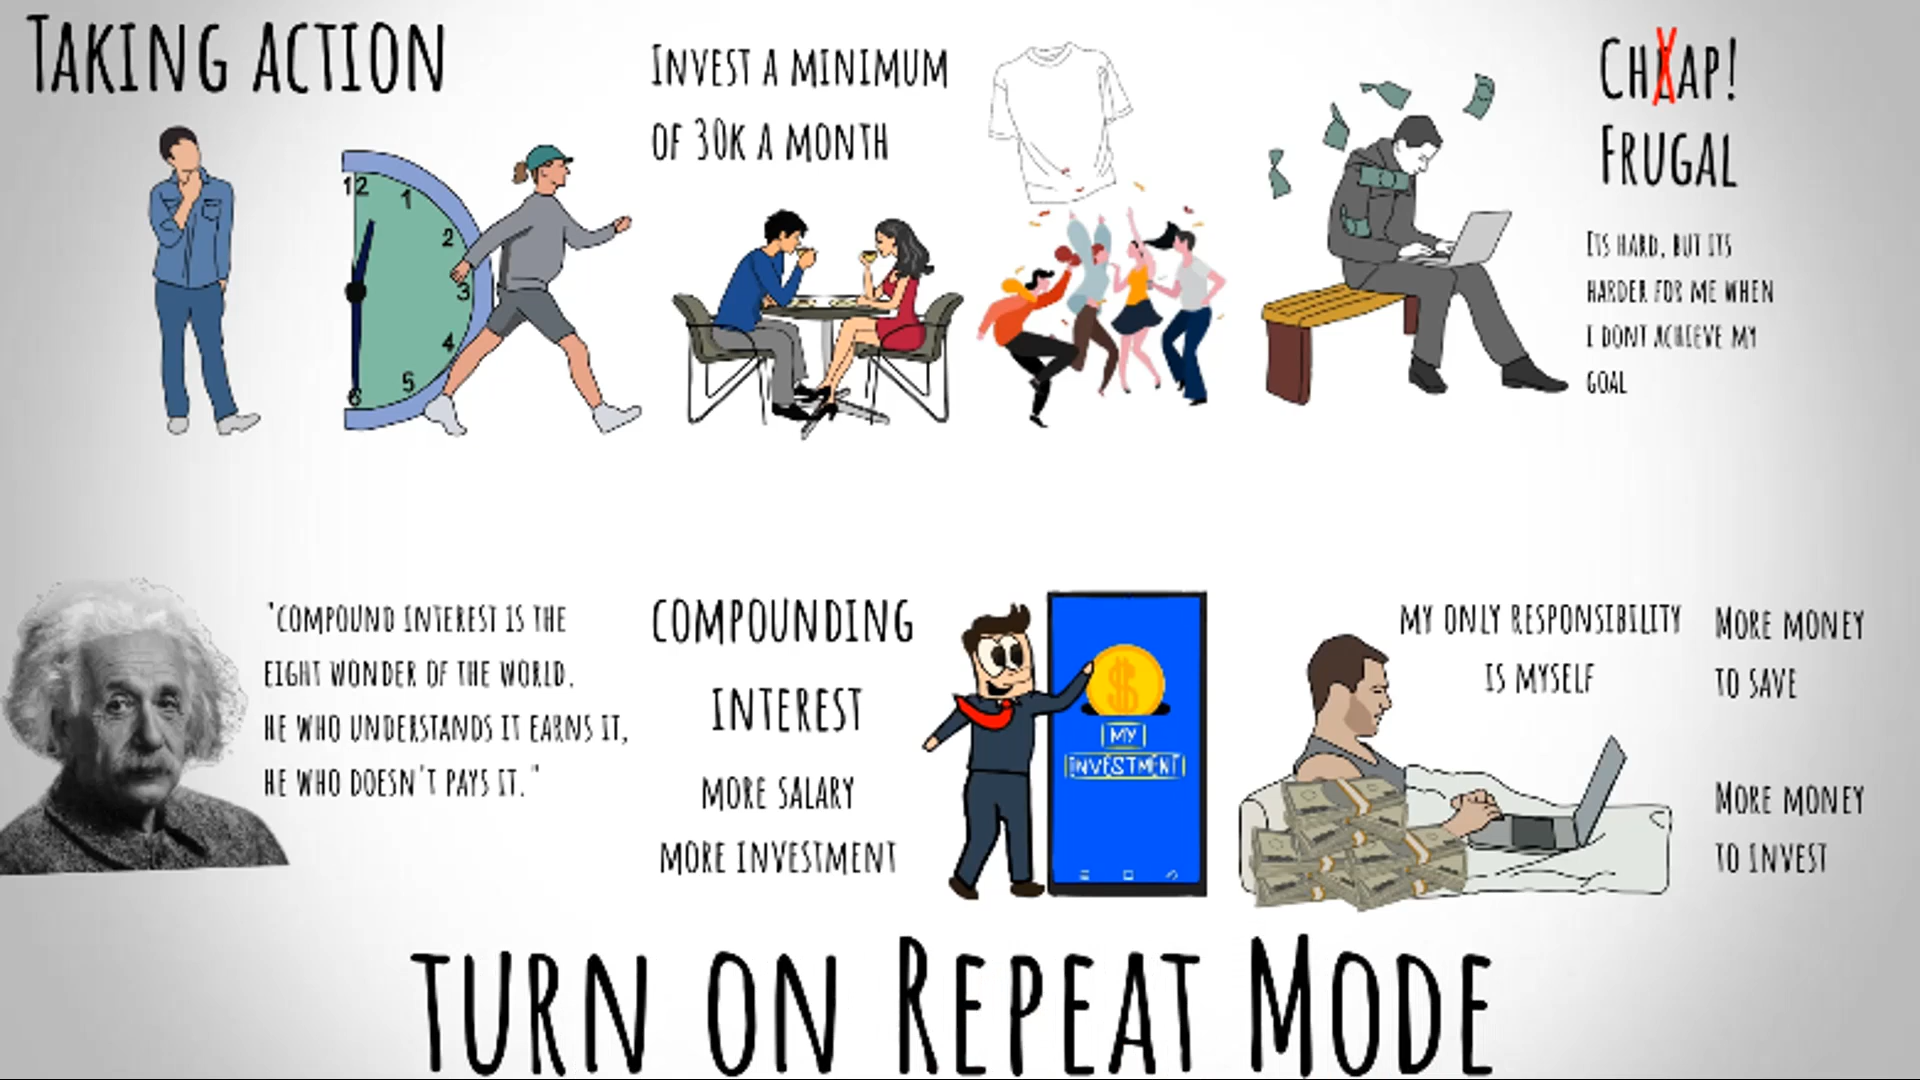 TAKING ACTION
INVEST A MINIMUM
OF 30K A MONTH
CHEAP!
FRUGAL
ITS HARD, BUT ITS
HARDER FOR ME WHEN
I DONT ACHIEVE MY
GOAL
12
1
2
3
4
5
6
"COMPOUND INTEREST IS THE
EIGHT WONDER OF THE WORLD.
HE WHO UNDERSTANDS IT EARNS IT,
HE WHO DOESN'T PAYS IT."
COMPOUNDING
INTEREST
MORE SALARY
MORE INVESTMENT
$
MY
INVESTMENT
MY ONLY RESPONSIBILITY
IS MYSELF
MORE MONEY
TO SAVE
MORE MONEY
TO INVEST
TURN ON REPEAT MODE